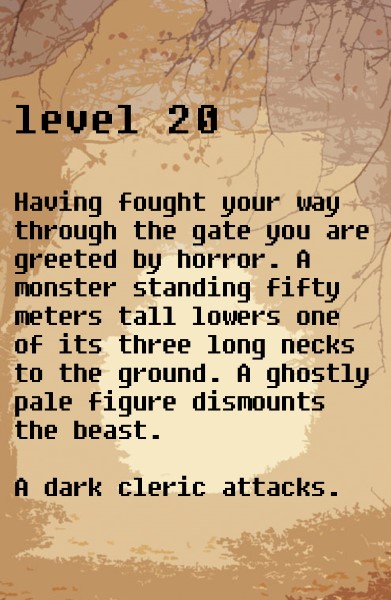 level 20
Having fought your way
through the gate you are
greeted by horror. A
monster standing fifty
meters tall lowers one
of its three long necks
to the ground. A ghostly
pale figure dismounts
the beast.
A dark cleric attacks.